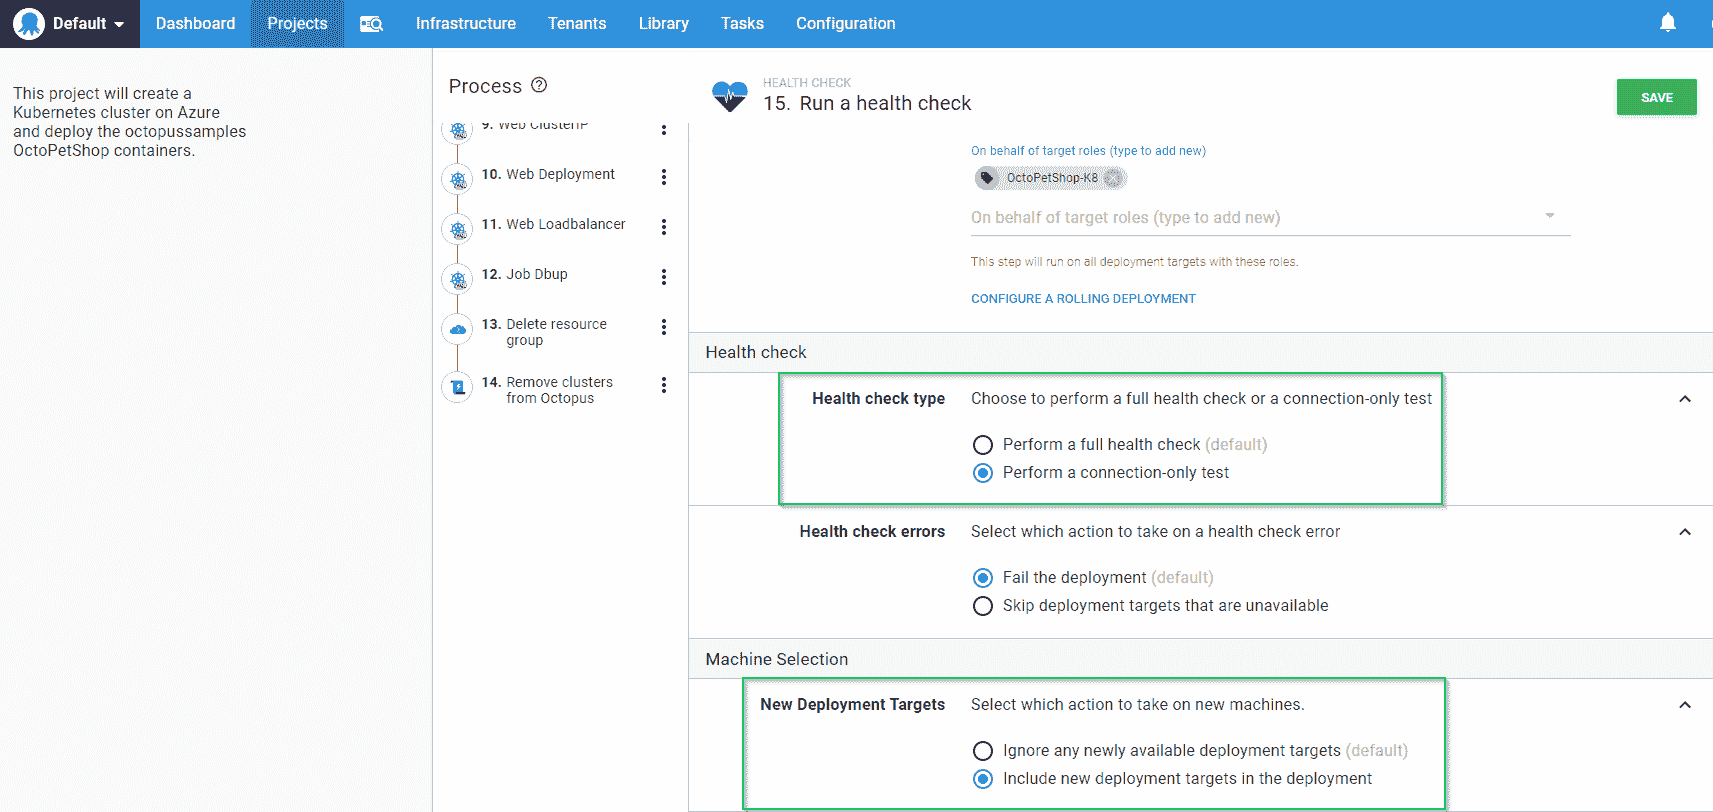 Default
Dashboard
Projects
Infrastructure
Tenants
Library
Tasks
Configuration
This project will create a
Kubernetes cluster on Azure
and deploy the octopussamples
OctoPetShop containers.
Process
9. Web ClusterIP
10. Web Deployment
11. Web Loadbalancer
12. Job Dbup
13. Delete resource
group
14. Remove clusters
from Octopus
HEALTH CHECK
15. Run a health check
SAVE
On behalf of target roles (type to add new)
OctoPetShop-K8
On behalf of target roles (type to add new)
This step will run on all deployment targets with these roles.
CONFIGURE A ROLLING DEPLOYMENT
Health check
Health check type
Choose to perform a full health check or a connection-only test
Perform a full health check (default)
Perform a connection-only test
Health check errors
Select which action to take on a health check error
Fail the deployment (default)
Skip deployment targets that are unavailable
Machine Selection
New Deployment Targets
Select which action to take on new machines.
Ignore any newly available deployment targets (default)
Include new deployment targets in the deployment